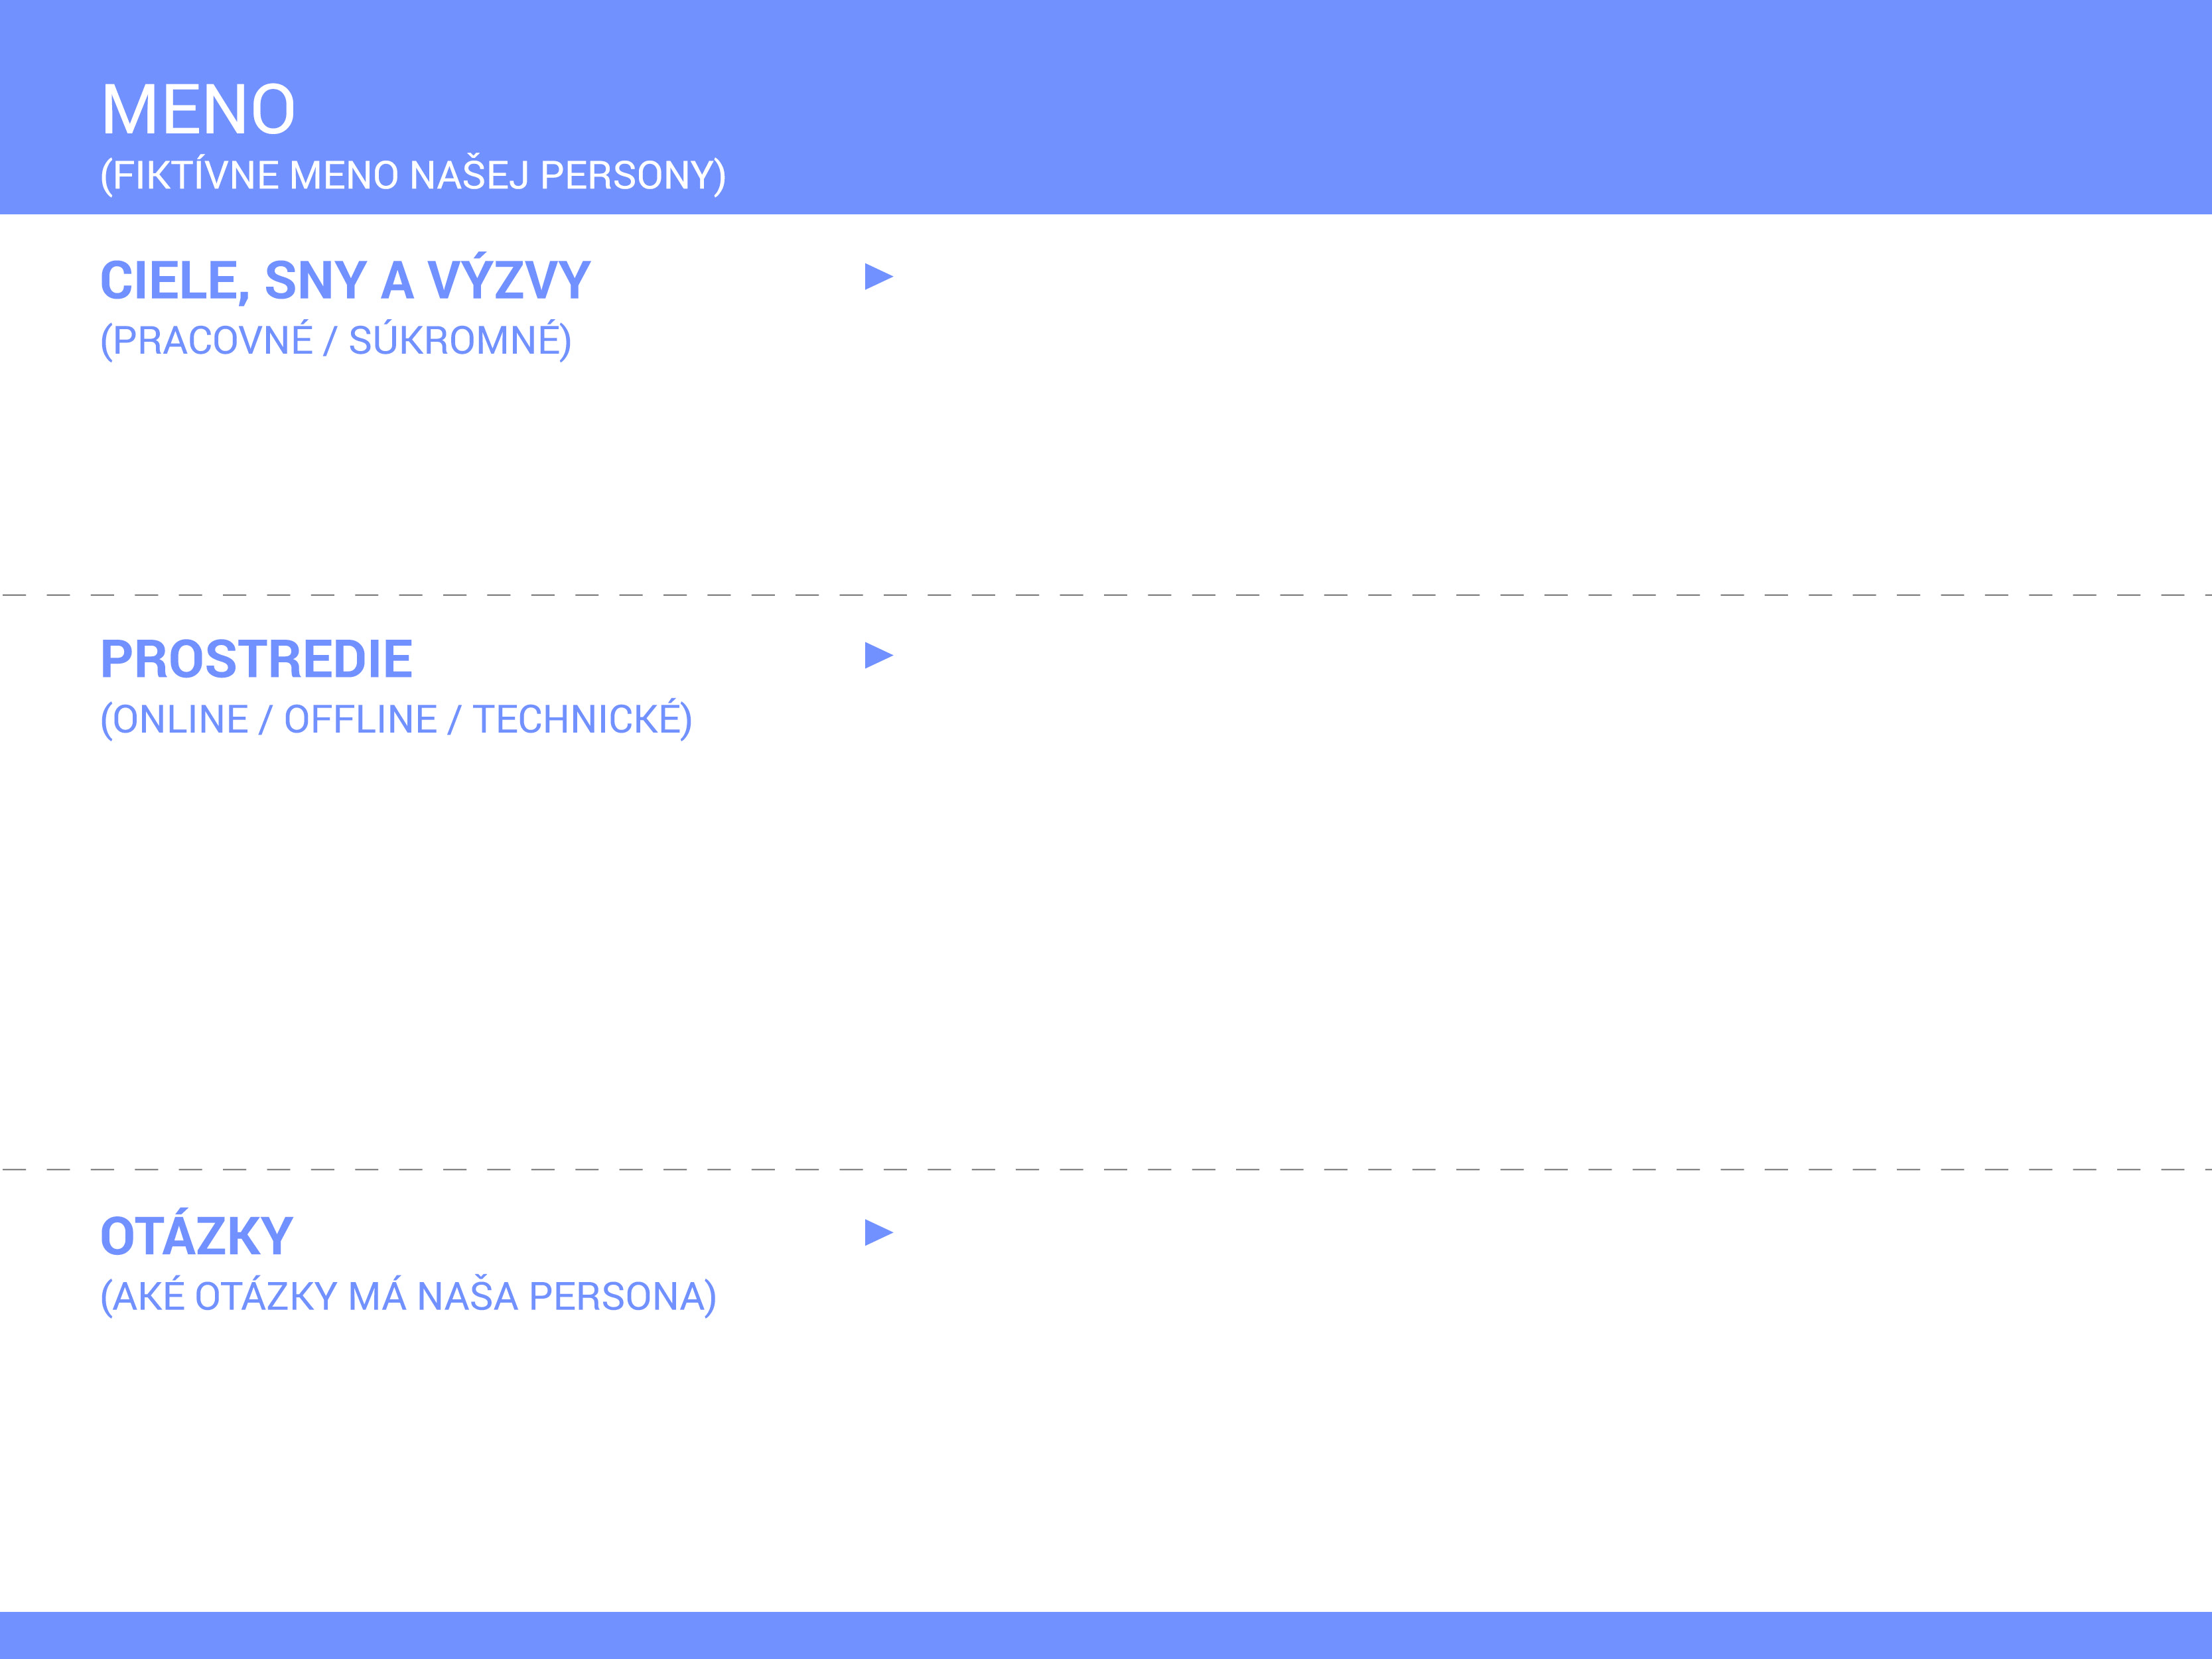 MENO
(FIKTÍVNE MENO NAŠEJ PERSONY)
CIELE, SNY A VÝZVY
(PRACOVNÉ / SÚKROMNÉ)
PROSTREDIE
(ONLINE / OFFLINE / TECHNICKÉ)
OTÁZKY
(AKÉ OTÁZKY MÁ NAŠA PERSONA)